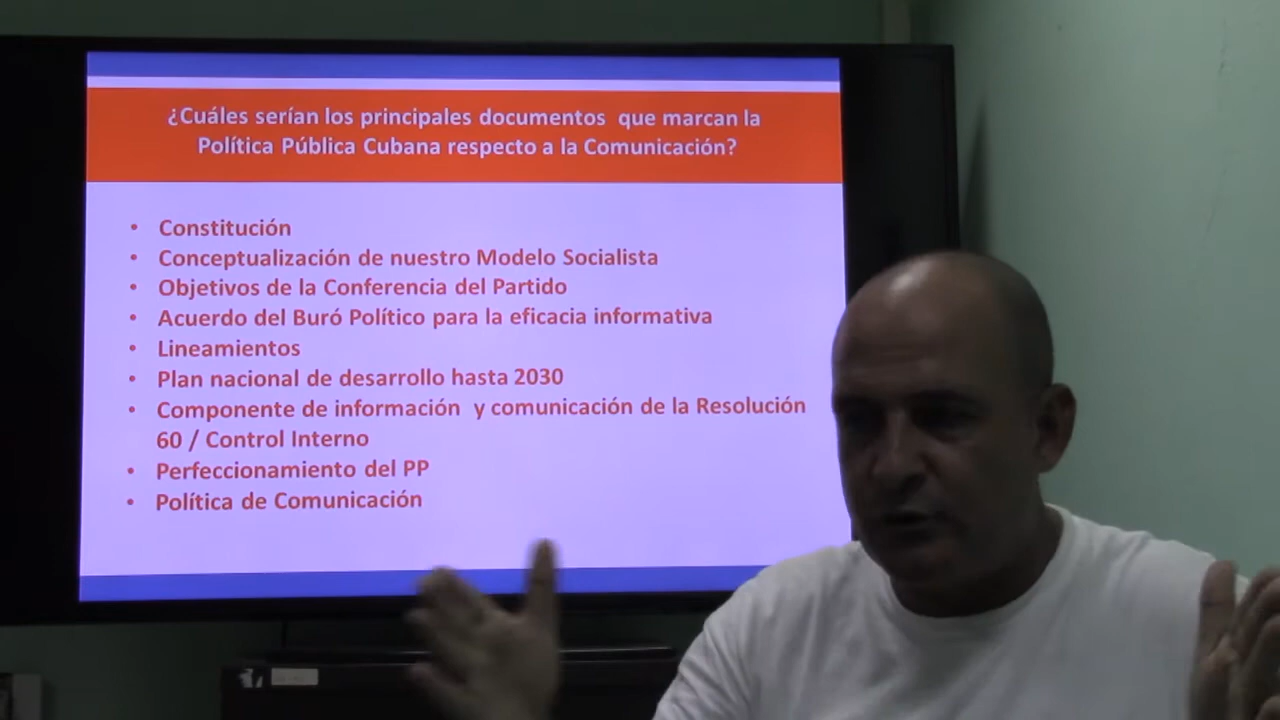 ¿Cuáles serían los principales documentos que marcan la
Política Pública Cubana respecto a la Comunicación?
• Constitución
• Conceptualización de nuestro Modelo Socialista
• Objetivos de la Conferencia del Partido
• Acuerdo del Buró Político para la eficacia informativa
• Lineamientos
• Plan nacional de desarrollo hasta 2030
• Componente de información y comunicación de la Resolución
60 / Control Interno
• Perfeccionamiento del PP
• Política de Comunicación